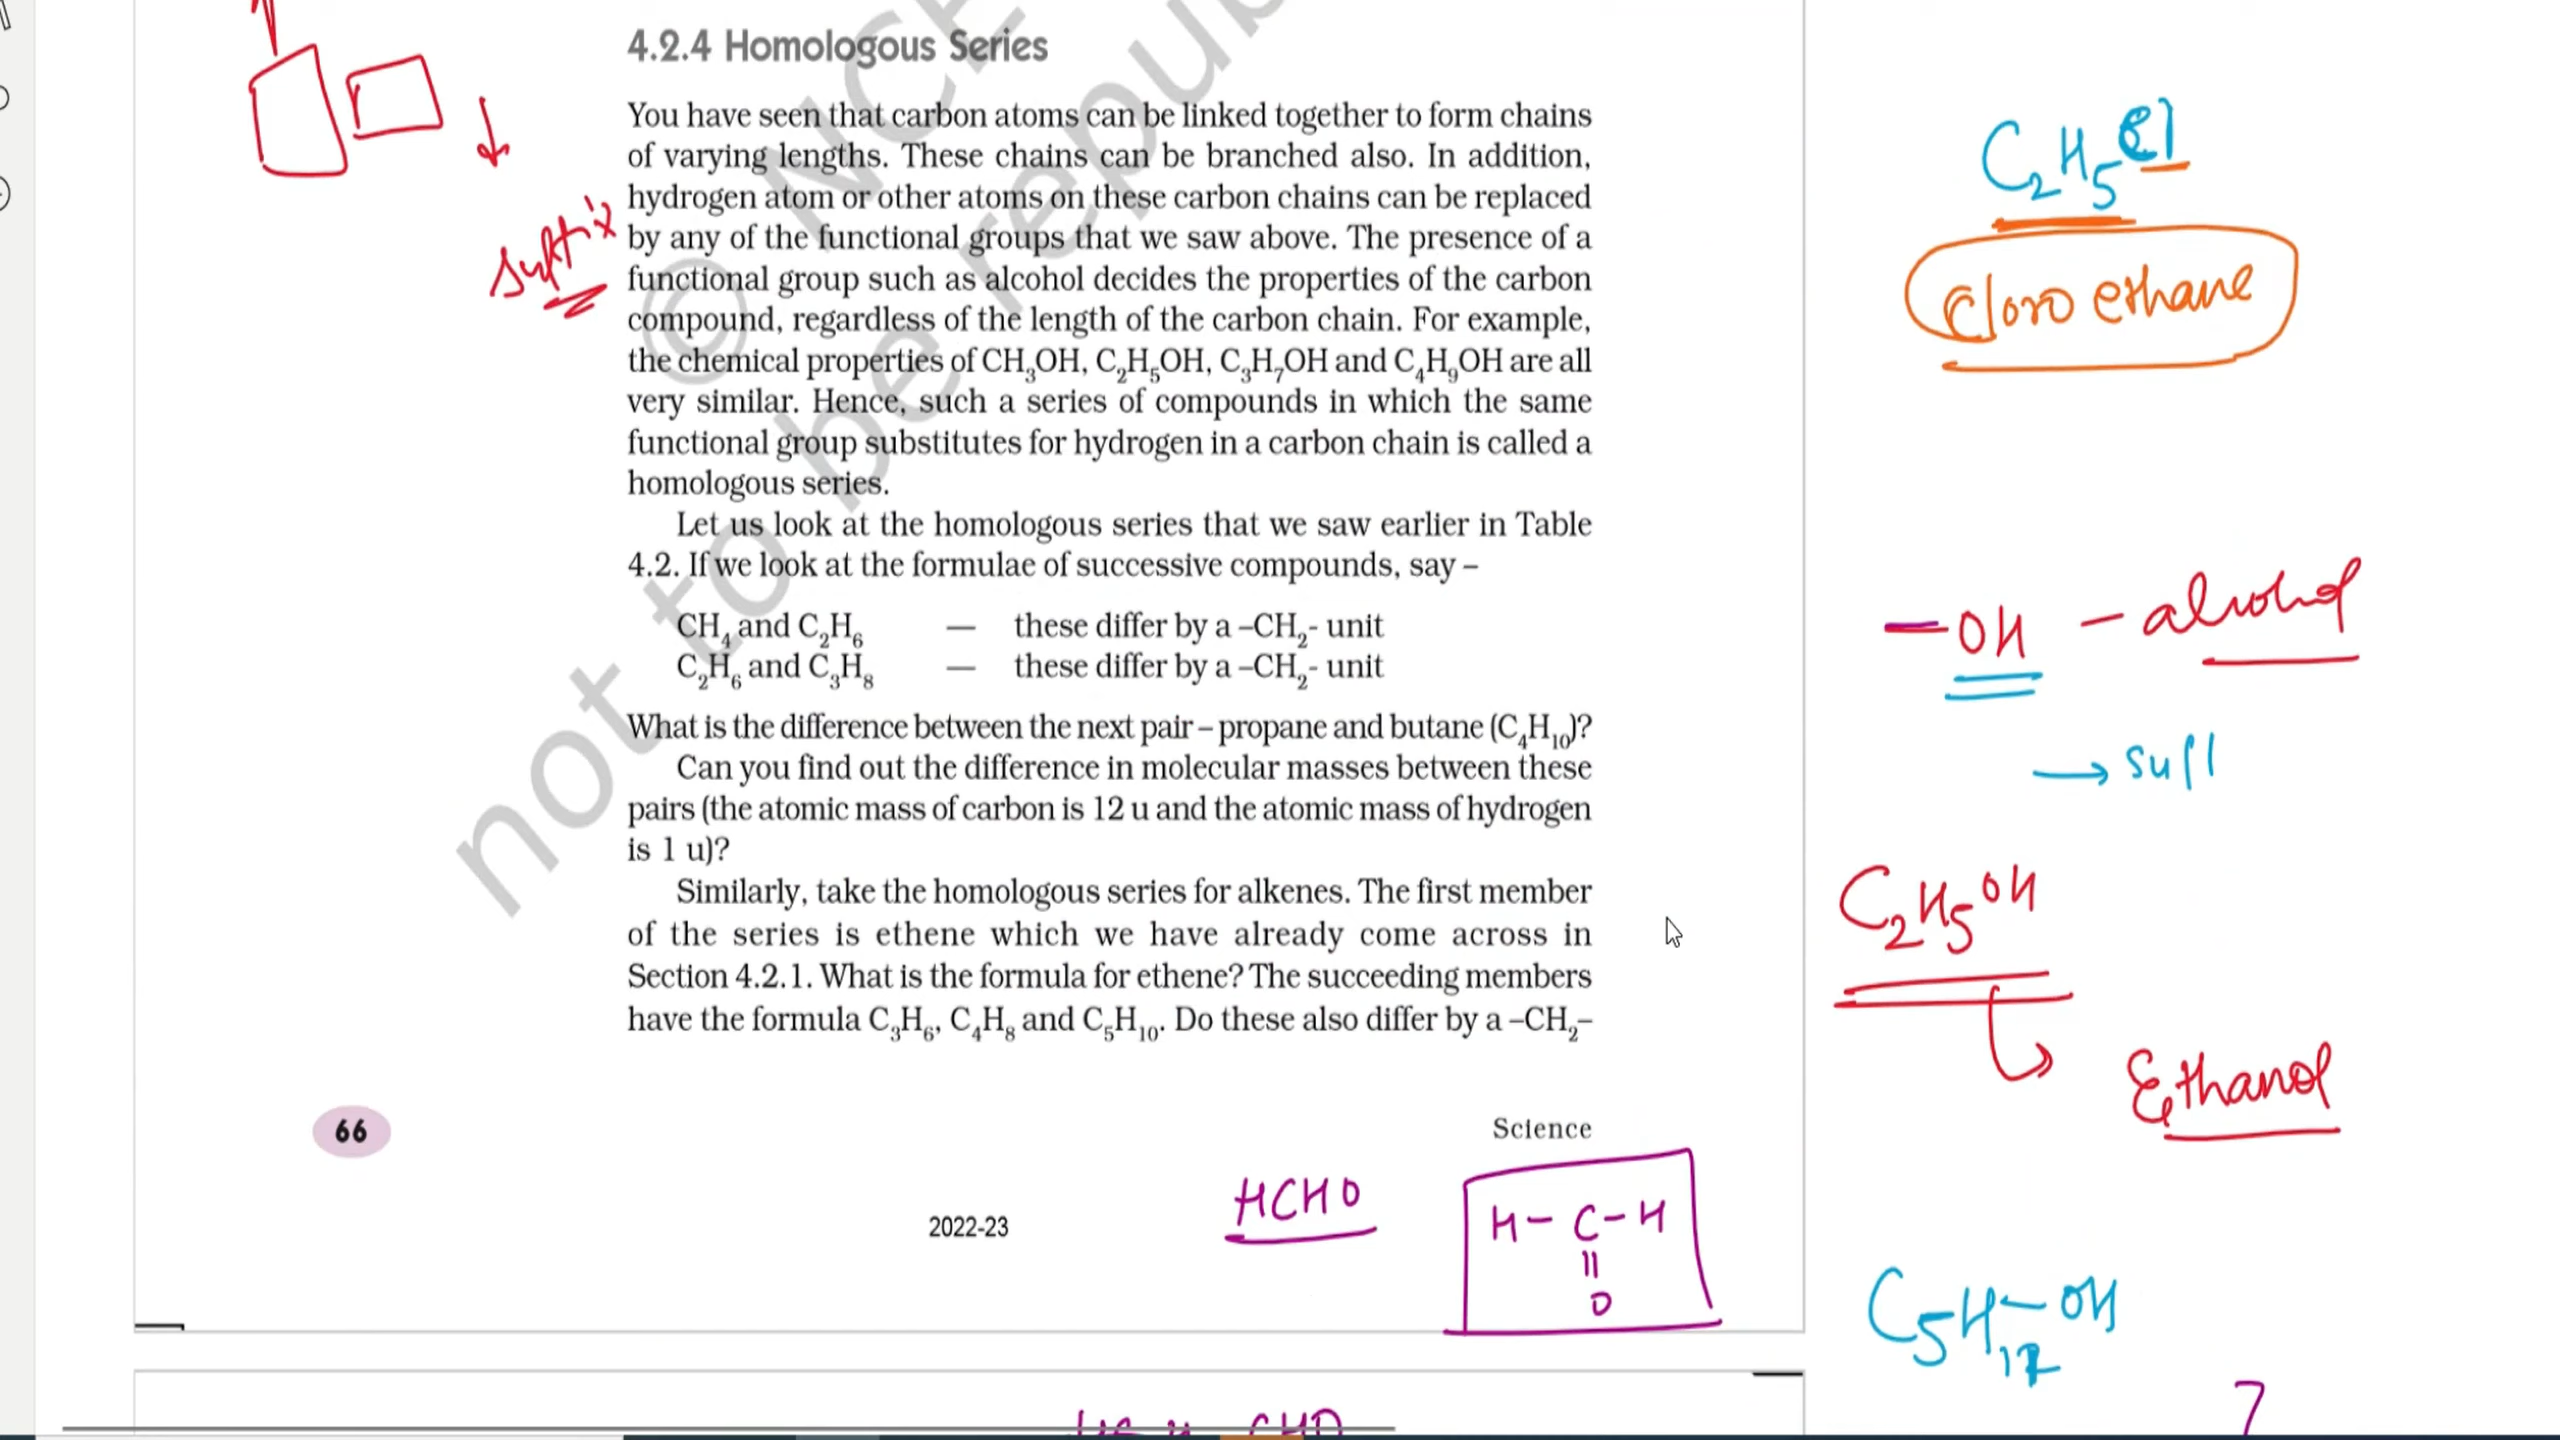 4.2.4 Homologous Series
You have seen that carbon atoms can be linked together to form chains
of varying lengths. These chains can be branched also. In addition,
hydrogen atom or other atoms on these carbon chains can be replaced
by any of the functional groups that we saw above. The presence of a
functional group such as alcohol decides the properties of the carbon
compound, regardless of the length of the carbon chain. For example,
the chemical properties of CH₃OH, C₂H₅OH, C₃H₇OH and C₄H₉OH are all
very similar. Hence, such a series of compounds in which the same
functional group substitutes for hydrogen in a carbon chain is called a
homologous series.
Let us look at the homologous series that we saw earlier in Table
4.2. If we look at the formulae of successive compounds, say –
CH₄ and C₂H₆ — these differ by a –CH₂- unit
C₂H₆ and C₃H₈ — these differ by a –CH₂- unit
What is the difference between the next pair – propane and butane (C₄H₁₀)?
Can you find out the difference in molecular masses between these
pairs (the atomic mass of carbon is 12 u and the atomic mass of hydrogen
is 1 u)?
Similarly, take the homologous series for alkenes. The first member
of the series is ethene which we have already come across in
Section 4.2.1. What is the formula for ethene? The succeeding members
have the formula C₃H₆, C₄H₈ and C₅H₁₀. Do these also differ by a –CH₂–
66
Science
2022-23
© NCE
not to be repub
suffix
C₂H₅Cl
Cloro ethane
—OH – alcohol
→ suff
C₂H₅OH
Ethanol
HCHO
H – C – H
||
O
CHO
7